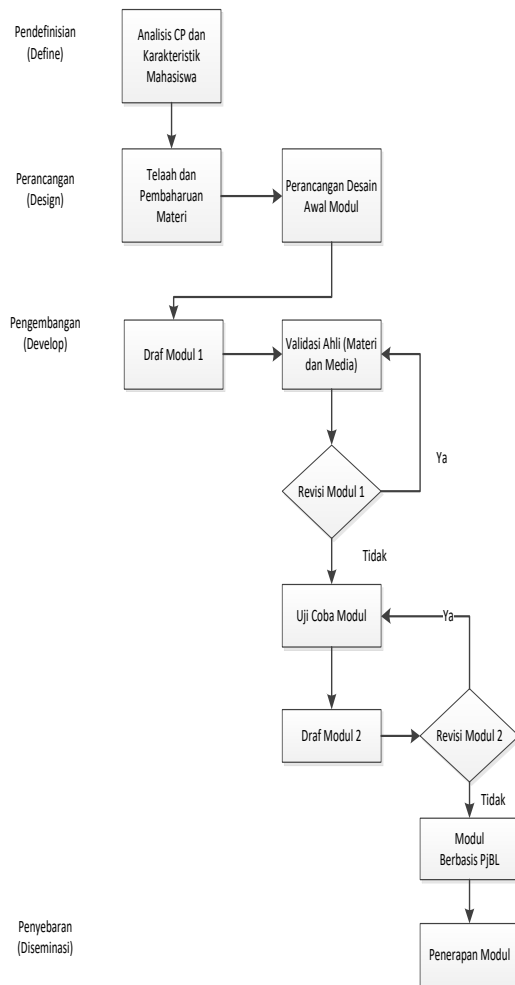 Pendefinisian
(Define)
Analisis CP dan
Karakteristik
Mahasiswa
Perancangan
(Design)
Telaah dan
Pembaharuan
Materi
Perancangan Desain
Awal Modul
Pengembangan
(Develop)
Draf Modul 1
Validasi Ahli (Materi
dan Media)
Ya
Revisi Modul 1
Tidak
Uji Coba Modul
Ya
Draf Modul 2
Revisi Modul 2
Tidak
Modul
Berbasis PjBL
Penyebaran
(Diseminasi)
Penerapan Modul